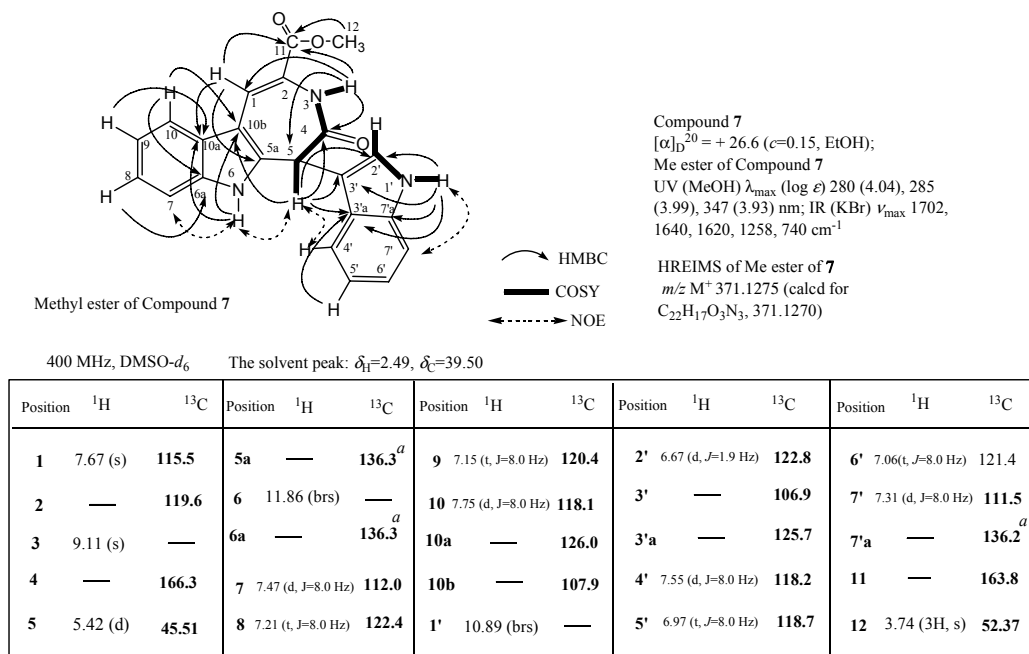 O
12
C–O–CH3
11
H
H
1
2
N
3
H
H
10
10b
4
O
H
H
9
10a
5a
5
2'
N
H
1'
8
6
N
3'
H
6a
7
H
H
3'a
7'a
H
4'
7'
5'
6'
H
HMBC
COSY
NOE
Methyl ester of Compound 7
Compound 7
[α]D20 = + 26.6 (c=0.15, EtOH);
Me ester of Compound 7
UV (MeOH) λmax (log ε) 280 (4.04), 285
(3.99), 347 (3.93) nm; IR (KBr) νmax 1702,
1640, 1620, 1258, 740 cm-1
HREIMS of Me ester of 7
m/z M+ 371.1275 (calcd for
C22H17O3N3, 371.1270)
400 MHz, DMSO-d6 The solvent peak: δH=2.49, δC=39.50
Position 1H 13C Position 1H 13C Position 1H 13C Position 1H 13C Position 1H 13C
1 7.67 (s) 115.5 5a — 136.3a 9 7.15 (t, J=8.0 Hz) 120.4 2' 6.67 (d, J=1.9 Hz) 122.8 6' 7.06(t, J=8.0 Hz) 121.4
2 — 119.6 6 11.86 (brs) — 10 7.75 (d, J=8.0 Hz) 118.1 3' — 106.9 7' 7.31 (d, J=8.0 Hz) 111.5
3 9.11 (s) — 6a — 136.3a 10a — 126.0 3'a — 125.7 7'a — 136.2a
4 — 166.3 7 7.47 (d, J=8.0 Hz) 112.0 10b — 107.9 4' 7.55 (d, J=8.0 Hz) 118.2 11 — 163.8
5 5.42 (d) 45.51 8 7.21 (t, J=8.0 Hz) 122.4 1' 10.89 (brs) — 5' 6.97 (t, J=8.0 Hz) 118.7 12 3.74 (3H, s) 52.37